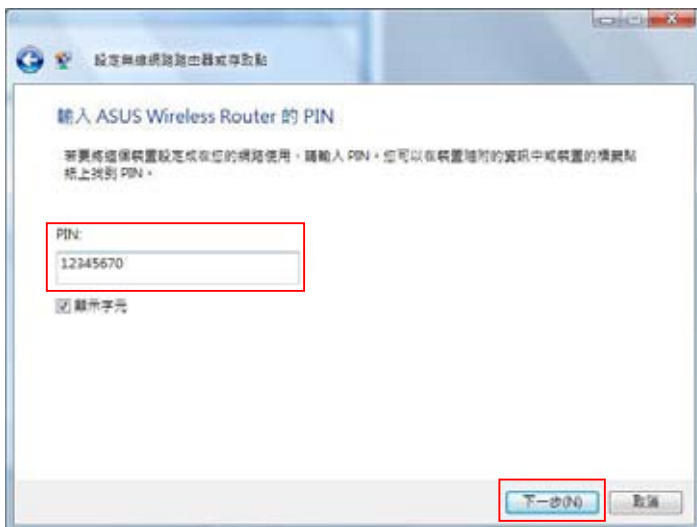 設定無線網路路由器或存取點
輸入 ASUS Wireless Router 的 PIN
若要將這個裝置設定成在您的網路使用，請輸入 PIN。您可以在裝置隨附的資訊中或裝置的標籤貼
紙上找到 PIN。
PIN:
12345670
顯示字元
下一步(N)
取消